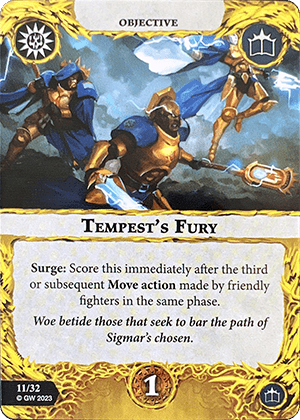 OBJECTIVE
TEMPEST'S FURY
Surge: Score this immediately after the third
or subsequent Move action made by friendly
fighters in the same phase.
Woe betide those that seek to bar the path of
Sigmar's chosen.
11/32
© GW 2023
1